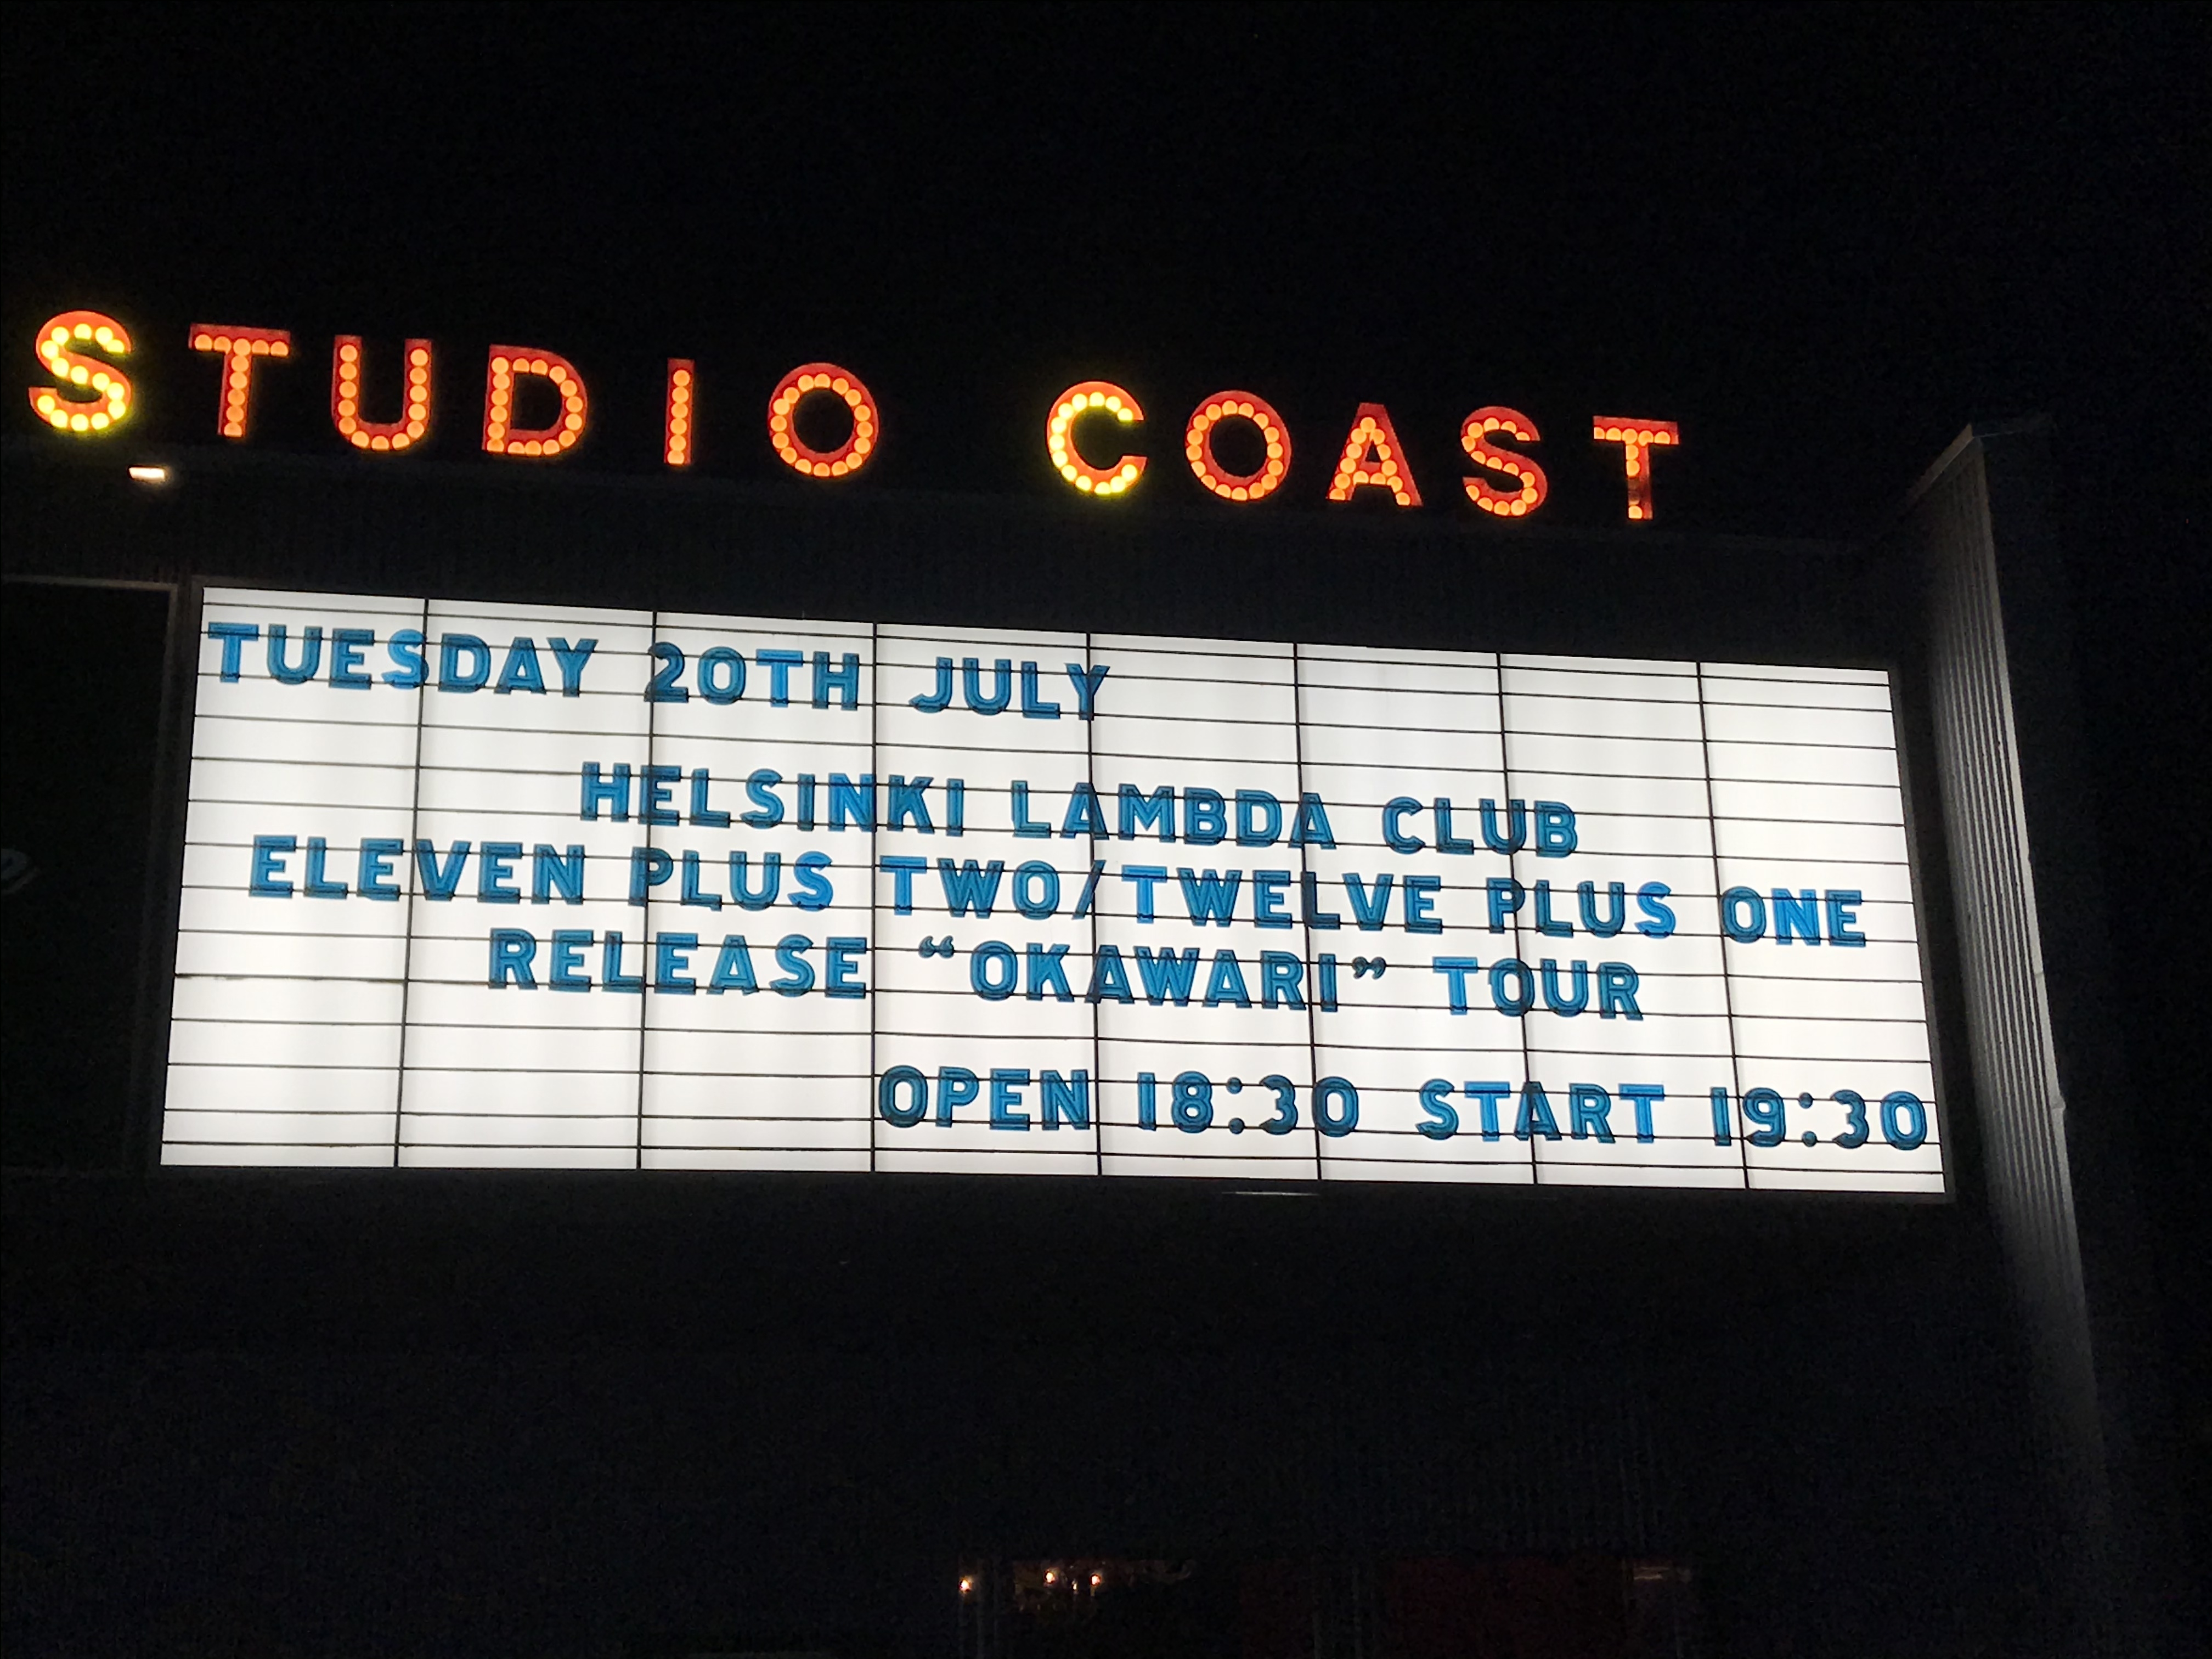 STUDIO COAST
TUESDAY 20TH JULY
HELSINKI LAMBDA CLUB
ELEVEN PLUS TWO/TWELVE PLUS ONE
RELEASE “OKAWARI” TOUR
OPEN 18:30 START 19:30